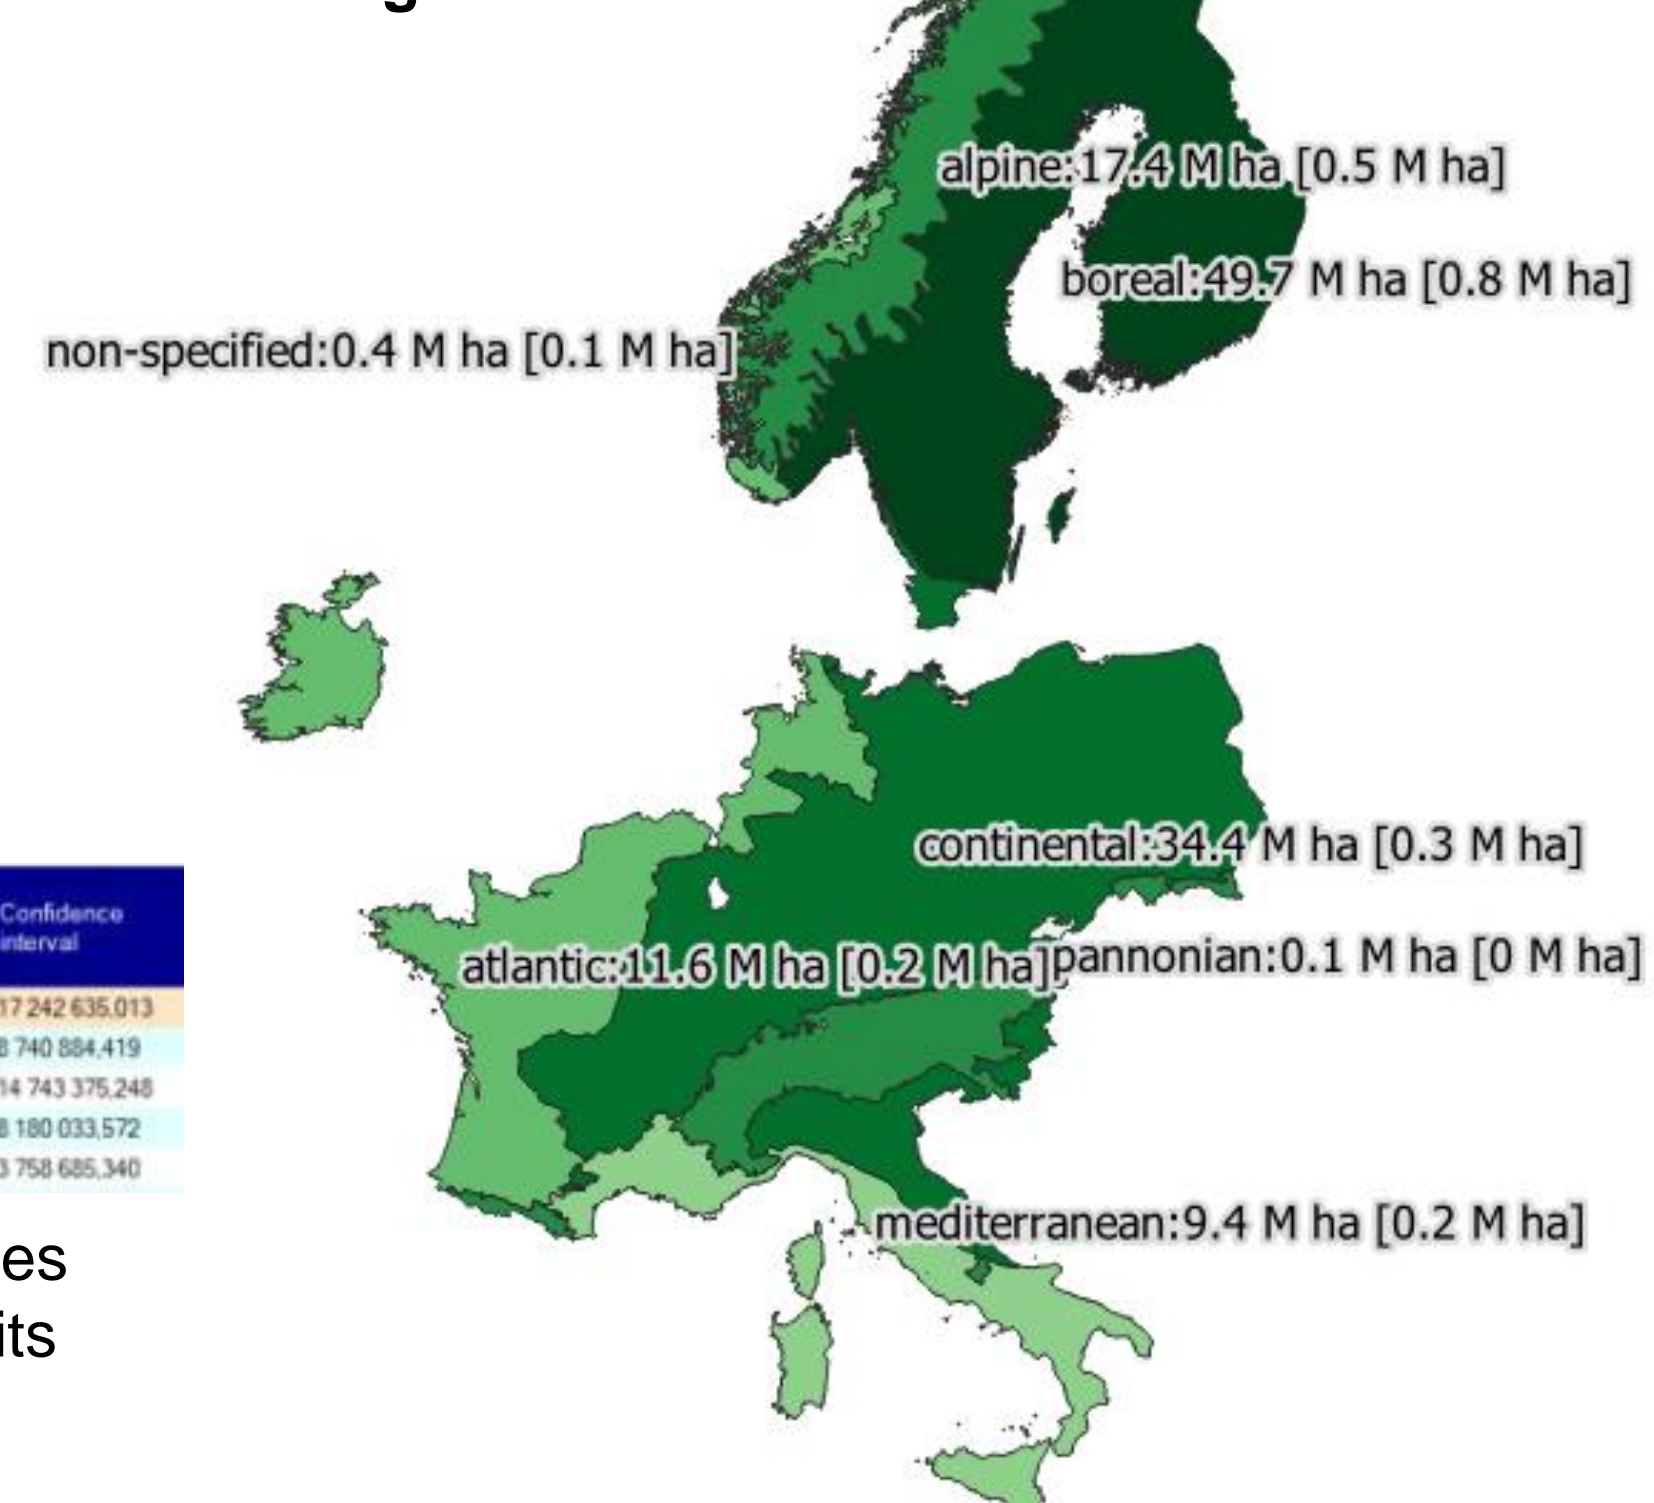 alpine:17.4 M ha [0.5 M ha]
boreal:49.7 M ha [0.8 M ha]
non-specified:0.4 M ha [0.1 M ha]
continental:34.4 M ha [0.3 M ha]
Confidence
interval
atlantic:11.6 M ha [0.2 M ha]
pannonian:0.1 M ha [0 M ha]
17 242 635,013
8 740 884,419
14 743 375,248
8 180 033,572
3 758 685,340
mediterranean:9.4 M ha [0.2 M ha]
es
its